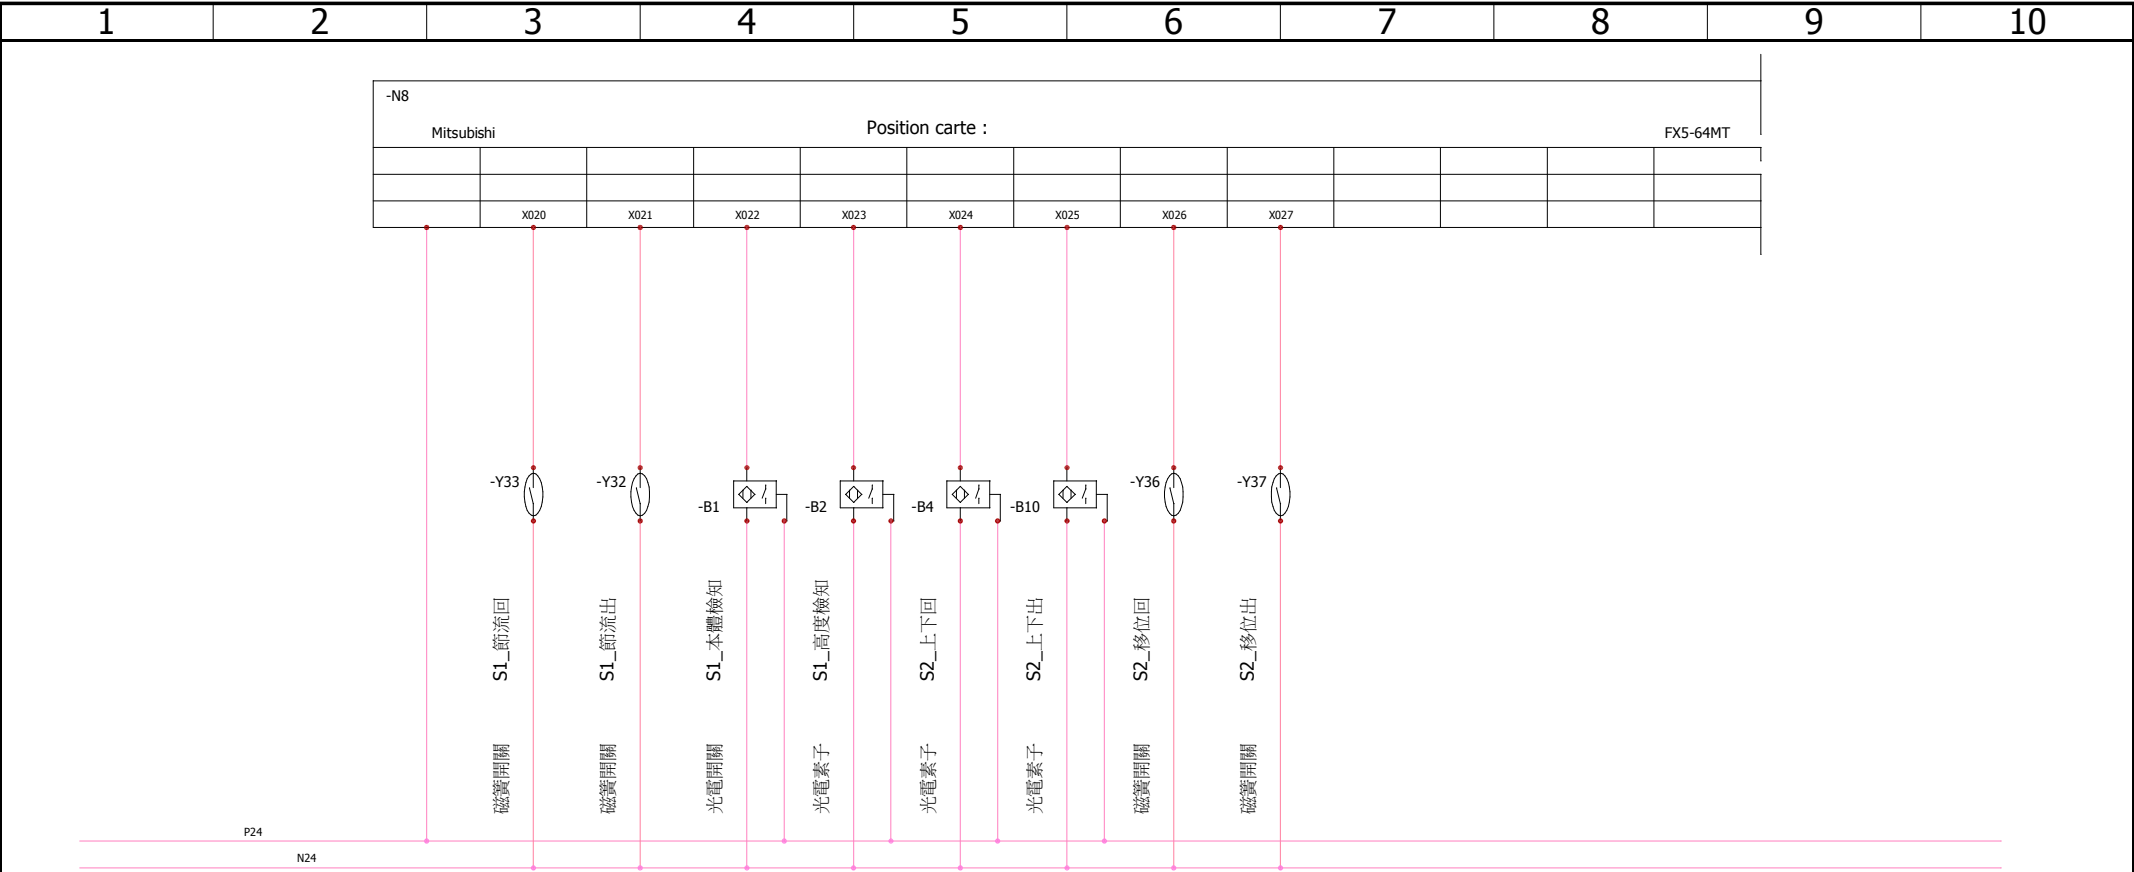 1 2 3 4 5 6 7 8 9 10
-N8
Mitsubishi Position carte : FX5-64MT
X020 X021 X022 X023 X024 X025 X026 X027
-Y33 -Y32 -B1 -B2 -B4 -B10 -Y36 -Y37
S1_節流回
磁簧開關
S1_節流出
磁簧開關
S1_本體檢知
光電開關
S1_高度檢知
光電素子
S2_上下回
光電素子
S2_上下出
光電素子
S2_移位回
磁簧開關
S2_移位出
磁簧開關
P24
N24